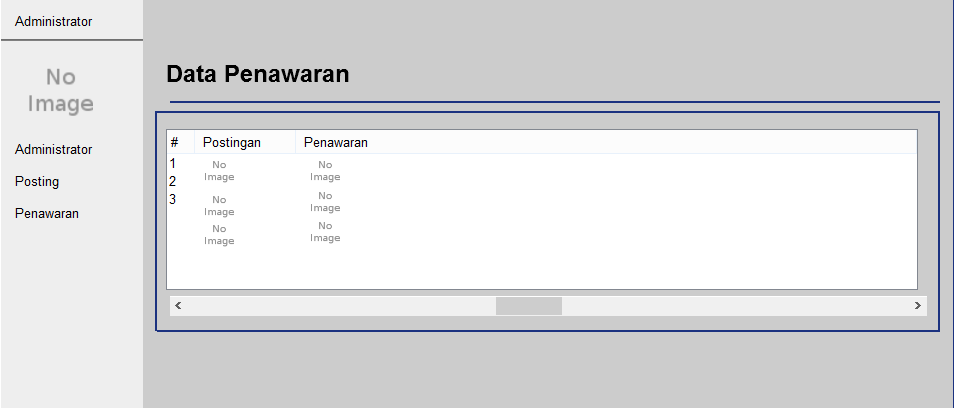 Administrator
No
Image
Administrator
Posting
Penawaran
Data Penawaran
# Postingan Penawaran
1
2
3
No
Image
No
Image
No
Image
No
Image
No
Image
No
Image